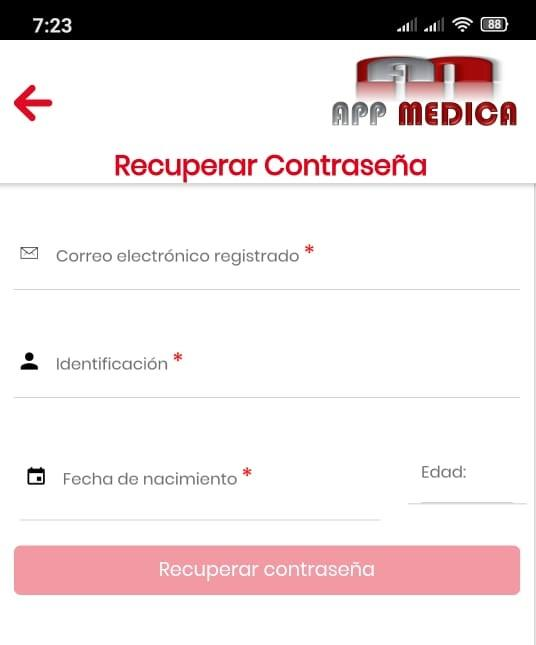 7:23
88
APP MEDICA
Recuperar Contraseña
Correo electrónico registrado *
Identificación *
Fecha de nacimiento *
Edad:
Recuperar contraseña